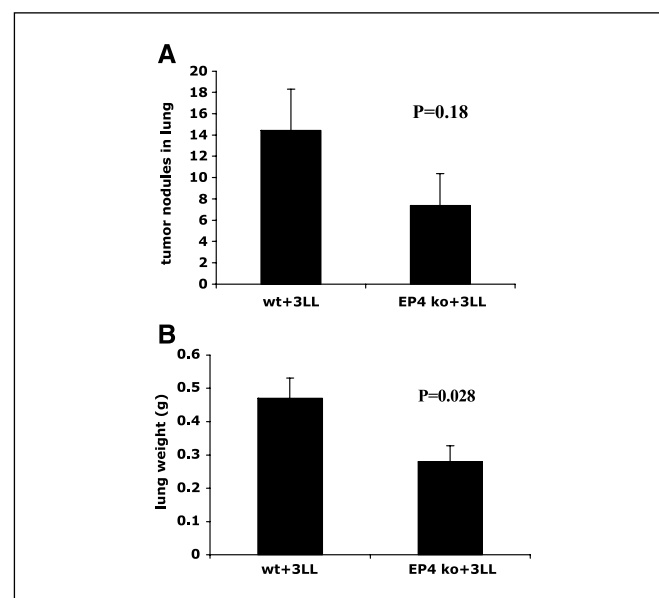 A
tumor nodules in lung
20
18
16
14
12
10
8
6
4
2
0
P=0.18
wt+3LL
EP4 ko+3LL
B
lung weight (g)
0.6
0.5
0.4
0.3
0.2
0.1
0
P=0.028
wt+3LL
EP4 ko+3LL